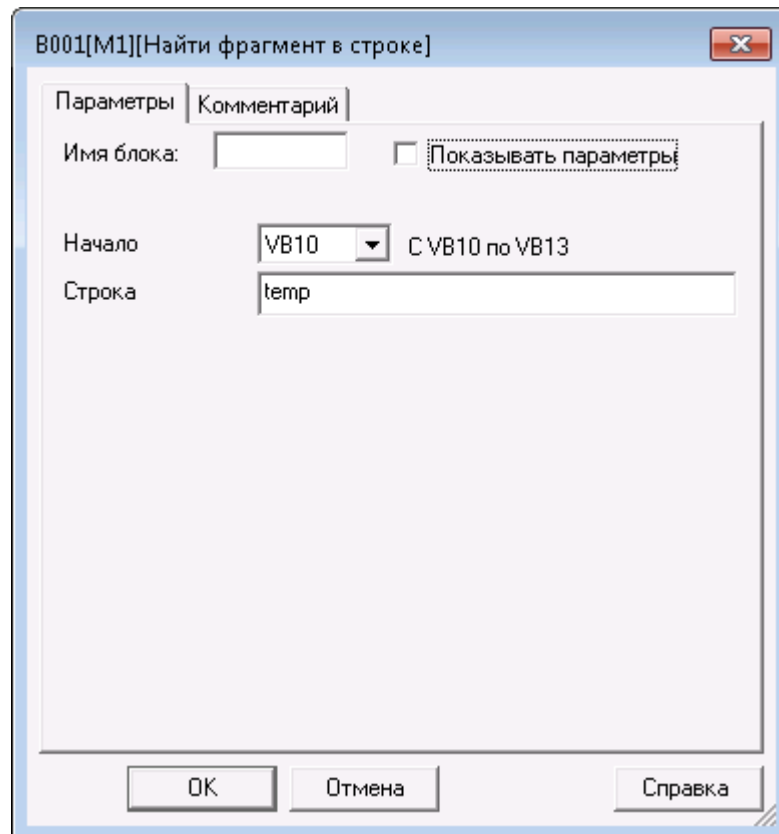 B001[M1][Найти фрагмент в строке]
Параметры Комментарий
Имя блока: Показывать параметры
Начало VB10 С VB10 по VB13
Строка temp
OK Отмена Справка